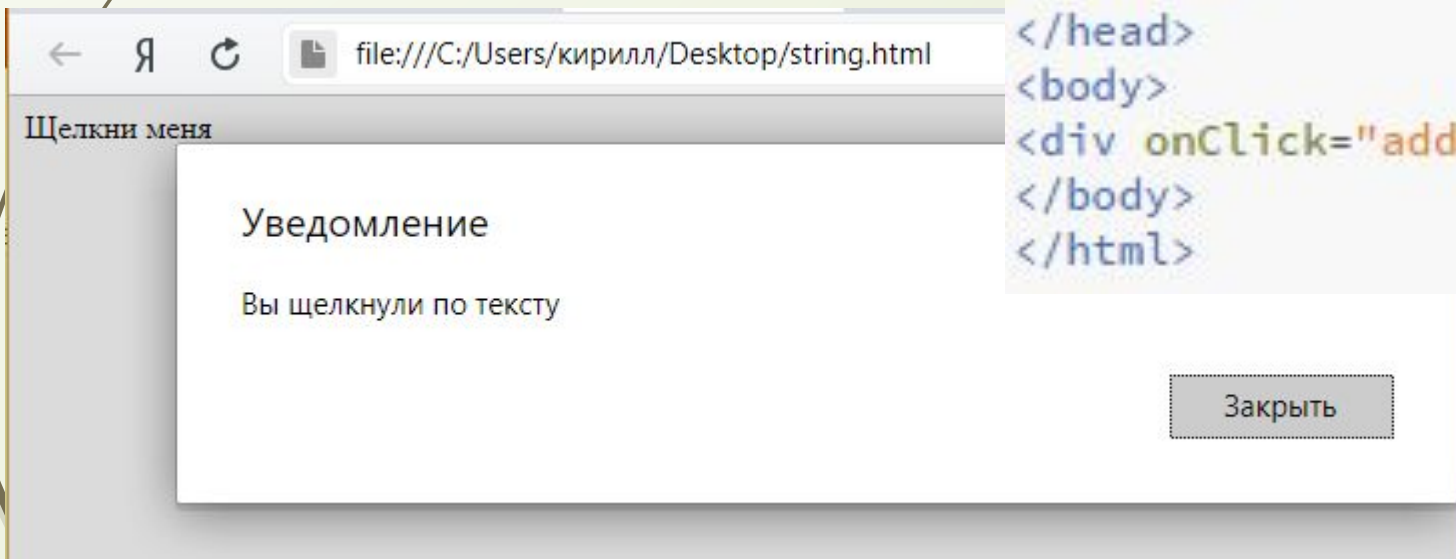 Я file:///C:/Users/кирилл/Desktop/string.html
Щелкни меня
Уведомление
Вы щелкнули по тексту
Закрыть
</head>
<body>
<div onClick="add
</body>
</html>